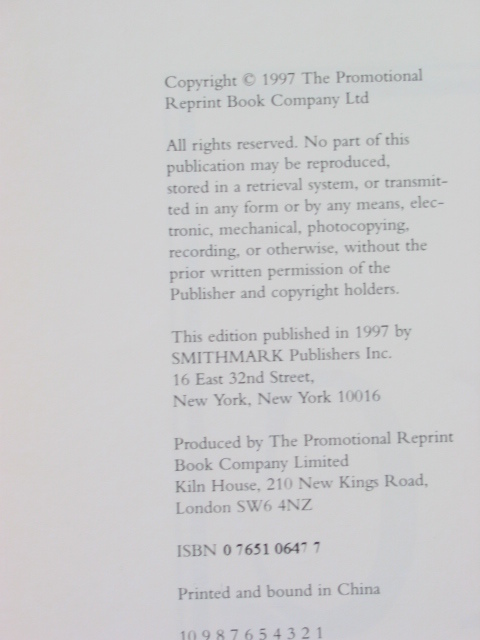 Copyright © 1997 The Promotional
Reprint Book Company Ltd
All rights reserved. No part of this
publication may be reproduced,
stored in a retrieval system, or transmit-
ted in any form or by any means, elec-
tronic, mechanical, photocopying,
recording, or otherwise, without the
prior written permission of the
Publisher and copyright holders.
This edition published in 1997 by
SMITHMARK Publishers Inc.
16 East 32nd Street,
New York, New York 10016
Produced by The Promotional Reprint
Book Company Limited
Kiln House, 210 New Kings Road,
London SW6 4NZ
ISBN 0 7651 0647 7
Printed and bound in China
10 9 8 7 6 5 4 3 2 1